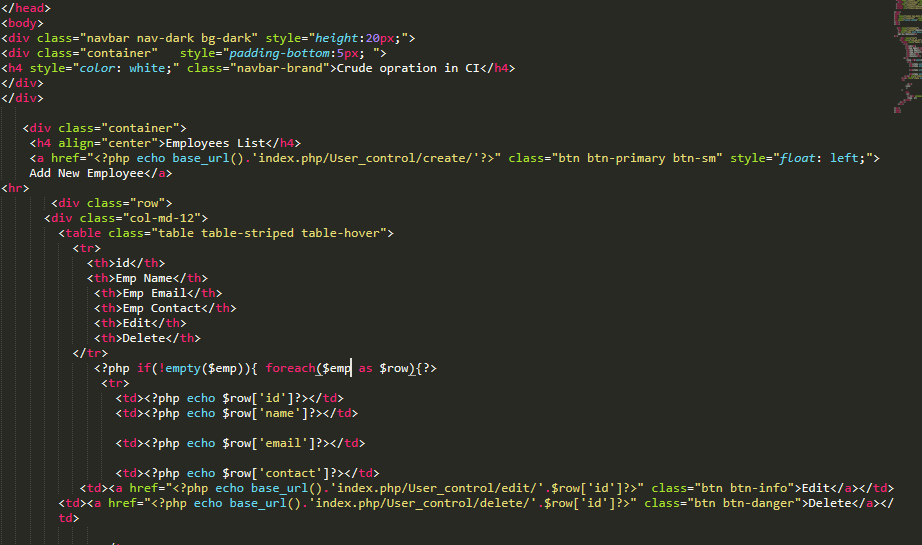 </head>
<body>
<div class="navbar nav-dark bg-dark" style="height:20px;">
<div class="container"   style="padding-bottom:5px; ">
<h4 style="color: white;" class="navbar-brand">Crude opration in CI</h4>
</div>
</div>
<div class="container">
<h4 align="center">Employees List</h4>
<a href="<?php echo base_url().'index.php/User_control/create/'?>" class="btn btn-primary btn-sm" style="float: left;">
Add New Employee</a>
<hr>
<div class="row">
<div class="col-md-12">
<table class="table table-striped table-hover">
<tr>
<th>id</th>
<th>Emp Name</th>
<th>Emp Email</th>
<th>Emp Contact</th>
<th>Edit</th>
<th>Delete</th>
</tr>
<?php if(!empty($emp)){ foreach($emp as $row){?>
<tr>
<td><?php echo $row['id']?></td>
<td><?php echo $row['name']?></td>
<td><?php echo $row['email']?></td>
<td><?php echo $row['contact']?></td>
<td><a href="<?php echo base_url().'index.php/User_control/edit/'.$row['id']?>" class="btn btn-info">Edit</a></td>
<td><a href="<?php echo base_url().'index.php/User_control/delete/'.$row['id']?>" class="btn btn-danger">Delete</a></
td>